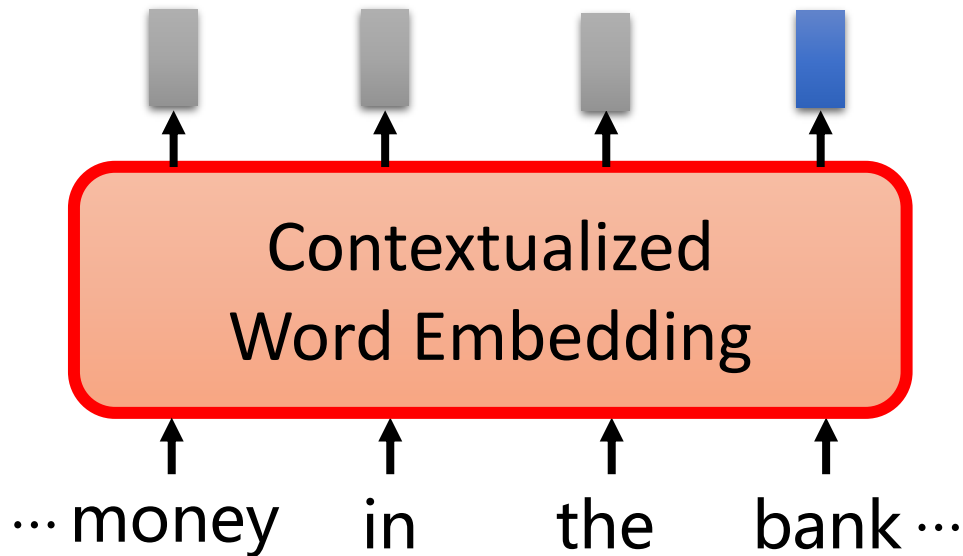 Contextualized
Word Embedding
… money in the bank …